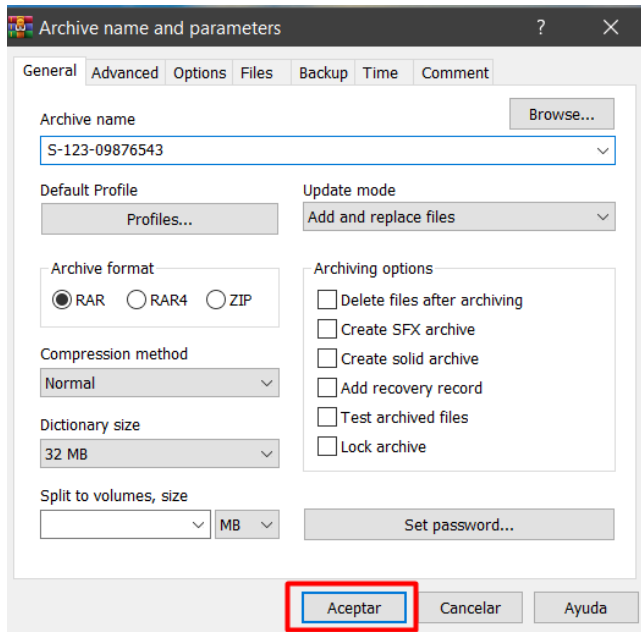 Archive name and parameters ?
General Advanced Options Files Backup Time Comment
Archive name
Browse...
S-123-09876543
Default Profile
Update mode
Profiles...
Add and replace files
Archive format
RAR RAR4 ZIP
Archiving options
Delete files after archiving
Create SFX archive
Create solid archive
Add recovery record
Test archived files
Lock archive
Compression method
Normal
Dictionary size
32 MB
Split to volumes, size
MB
Set password...
Aceptar Cancelar Ayuda